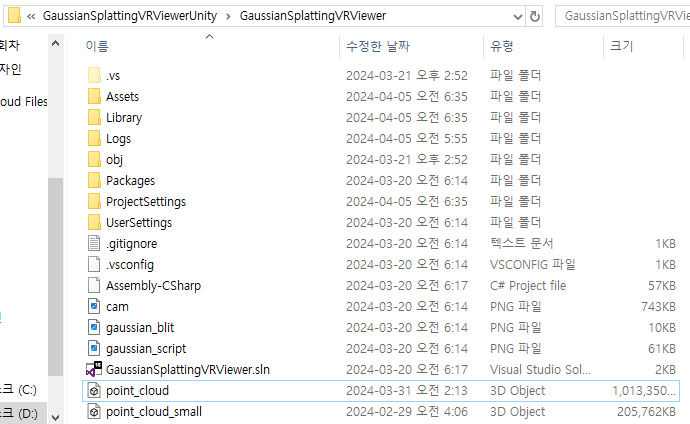 « GaussianSplattingVRViewerUnity > GaussianSplattingVRViewer GaussianSplattingVRViewer
이름 수정한 날짜 유형 크기
.vs 2024-03-21 오후 2:52 파일 폴더
Assets 2024-04-05 오전 6:35 파일 폴더
Library 2024-04-05 오전 6:35 파일 폴더
Logs 2024-04-05 오전 5:55 파일 폴더
obj 2024-03-21 오후 2:52 파일 폴더
Packages 2024-03-20 오전 6:14 파일 폴더
ProjectSettings 2024-04-05 오전 6:35 파일 폴더
UserSettings 2024-03-20 오전 6:14 파일 폴더
.gitignore 2024-03-20 오전 6:14 텍스트 문서 1KB
.vsconfig 2024-03-20 오전 6:14 VSCONFIG 파일 1KB
Assembly-CSharp 2024-03-20 오전 6:17 C# Project file 57KB
cam 2024-03-20 오전 6:14 PNG 파일 743KB
gaussian_blit 2024-03-20 오전 6:14 PNG 파일 10KB
gaussian_script 2024-03-20 오전 6:14 PNG 파일 61KB
GaussianSplattingVRViewer.sln 2024-03-20 오전 6:17 Visual Studio Sol... 2KB
point_cloud 2024-03-31 오전 2:13 3D Object 1,013,350...
point_cloud_small 2024-02-29 오전 4:06 3D Object 205,762KB
회차
자인
oud Files
스크 (C:)
스크 (D:)